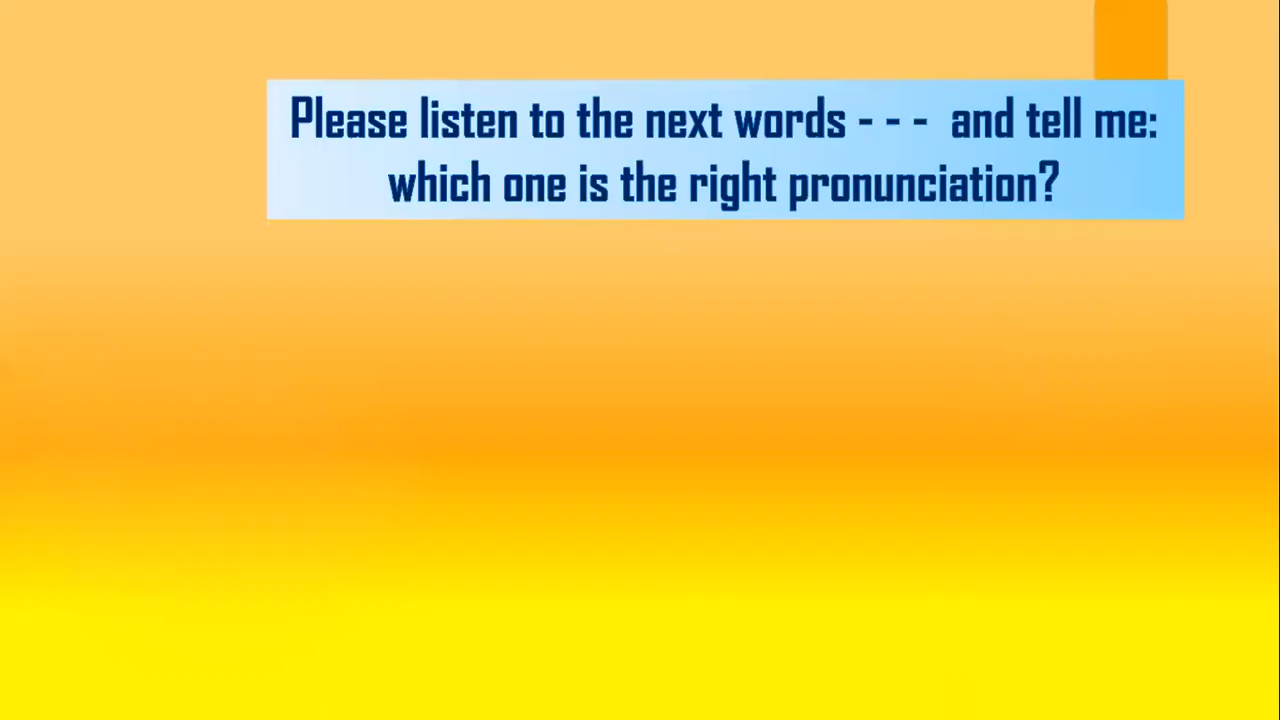 Please listen to the next words - - - and tell me:
which one is the right pronunciation?